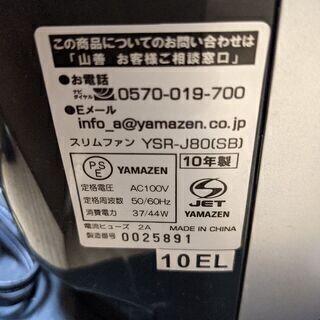 この商品についてのお問い合わせは
「山善 お客様ご相談窓口」
●お電話
ナビダイヤル 0570-019-700
●Eメール
info_a@yamazen.co.jp
スリムファン YSR-J80(SB)
PSE YAMAZEN 10年製
定格電圧 AC100V
定格周波数 50/60Hz
消費電力 37/44W
JET
YAMAZEN
電流ヒューズ 2A MADE IN CHINA
製造番号 0025891
10EL